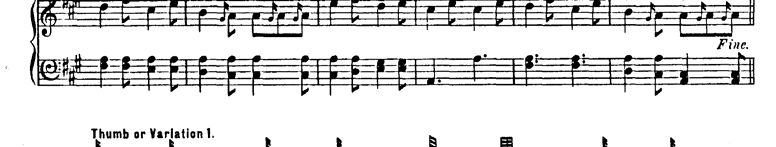 Fine.
Thumb or Variation 1.